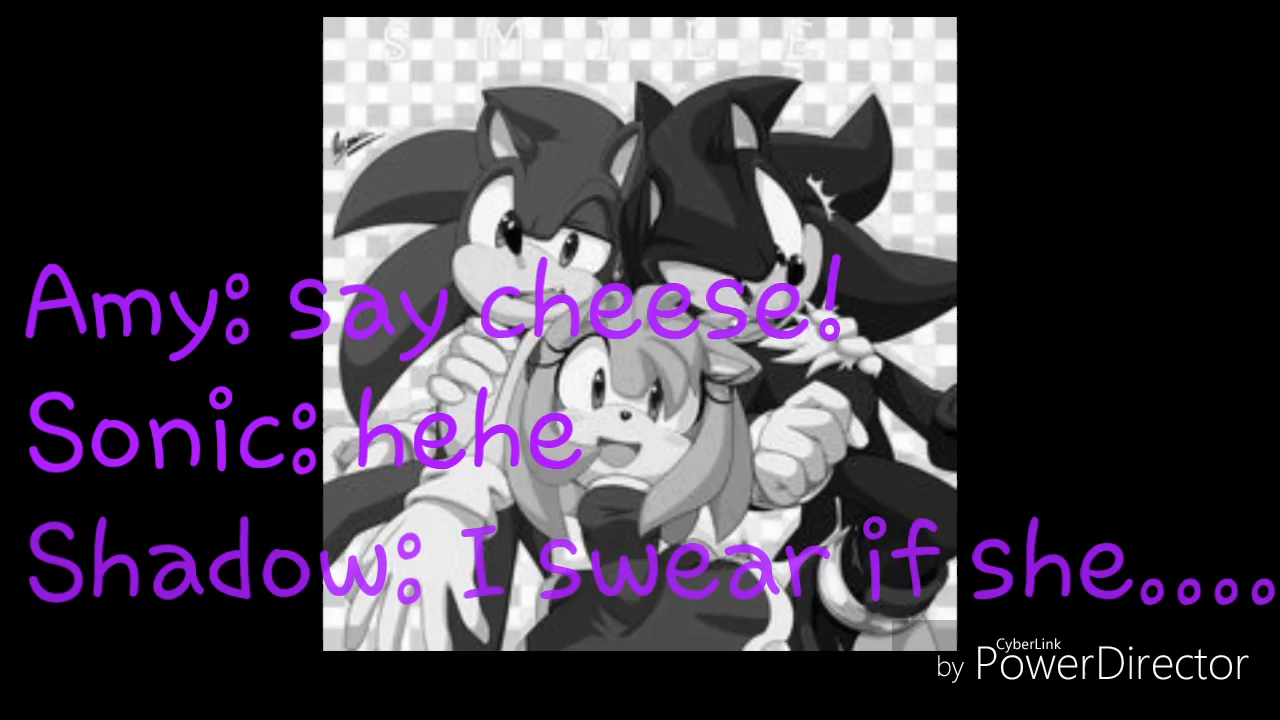 S M I L E !
Amy: say cheese!
Sonic: hehe
Shadow: I swear if she....
CyberLink
by PowerDirector